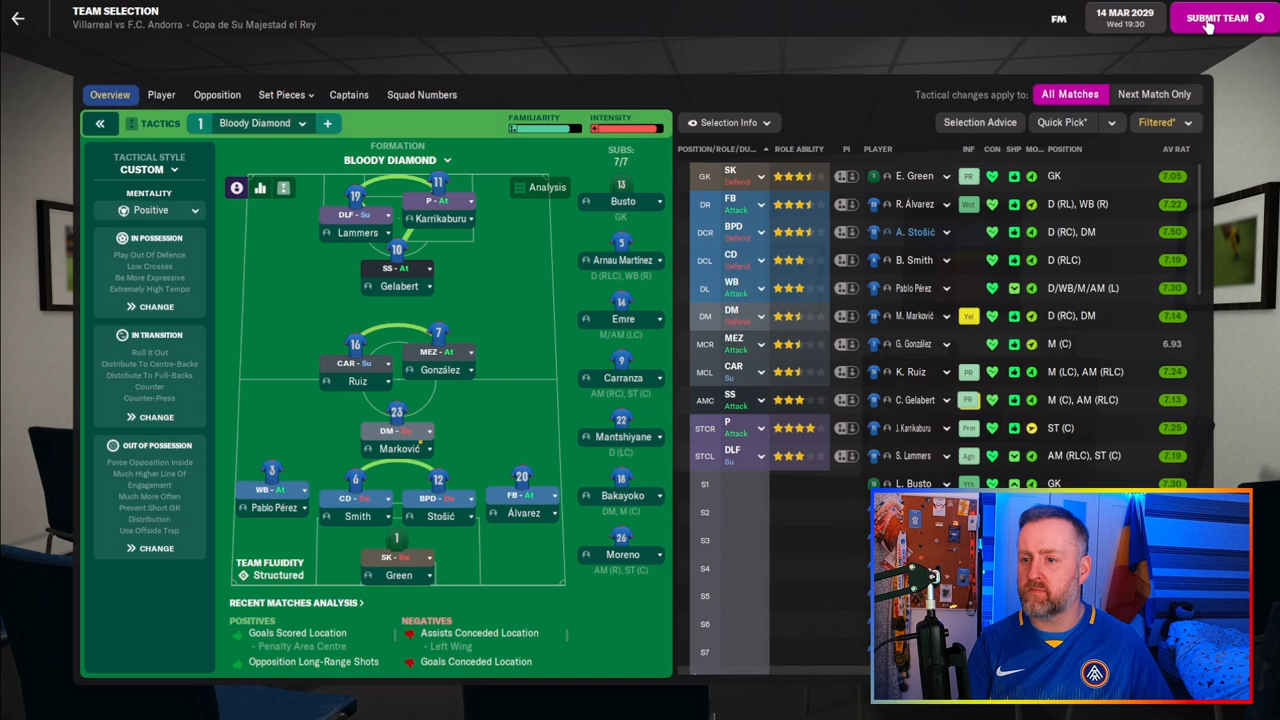 TEAM SELECTION
Villarreal vs F.C. Andorra - Copa de Su Majestad el Rey
FM
14 MAR 2029
Wed 19:30
SUBMIT TEAM
Overview
Player
Opposition
Set Pieces
Captains
Squad Numbers
Tactical changes apply to:
All Matches
Next Match Only
TACTICS
1
Bloody Diamond
FAMILIARITY
INTENSITY
TACTICAL STYLE
CUSTOM
MENTALITY
Positive
IN POSSESSION
Play Out Of Defence
Low Crosses
Be More Expressive
Extremely High Tempo
CHANGE
IN TRANSITION
Roll It Out
Distribute To Centre-Backs
Distribute To Full-Backs
Counter
Counter-Press
CHANGE
OUT OF POSSESSION
Force Opposition Inside
Much Higher Line Of
Engagement
Much More Often
Prevent Short GK
Distribution
Use Offside Trap
CHANGE
FORMATION
BLOODY DIAMOND
Analysis
19
DLF - Su
Lammers
11
P - At
Karrikaburu
10
SS - At
Gelabert
16
CAR - Su
Ruiz
7
MEZ - At
González
23
DM - De
Marković
3
WB - At
Pablo Pérez
6
CD - De
Smith
12
BPD - De
Stošić
20
FB - At
Álvarez
1
SK - De
Green
TEAM FLUIDITY
Structured
RECENT MATCHES ANALYSIS
POSITIVES
Goals Scored Location
- Penalty Area Centre
Opposition Long-Range Shots
NEGATIVES
Assists Conceded Location
- Left Wing
Goals Conceded Location
SUBS:
7/7
13
Busto
GK
5
Arnau Martínez
D (RLC), WB (R)
14
Emre
M/AM (LC)
9
Carranza
AM (RC), ST (C)
22
Mantshiyane
D (LC)
18
Bakayoko
DM, M (C)
26
Moreno
AM (R), ST (C)
Selection Info
Selection Advice
Quick Pick*
Filtered*
POSITION/ROLE/DU...
ROLE ABILITY
PI
PLAYER
INF
CON
SHP
MO...
POSITION
AV RAT
GK SK Defend E. Green PR GK 7.05
DR FB Attack R. Álvarez Wnt D (RL), WB (R) 7.22
DCR BPD Defend A. Stošić D (RC), DM 7.50
DCL CD Defend B. Smith D (RLC) 7.19
DL WB Attack Pablo Pérez D/WB/M/AM (L) 7.30
DM DM Defend M. Marković Yel D (RC), DM 7.14
MCR MEZ Attack G. González M (C) 6.93
MCL CAR Su K. Ruiz PR M (LC), AM (RLC) 7.24
AMC SS Attack C. Gelabert PR M (C), AM (RLC) 7.13
STCR P Attack J. Karrikaburu Prm ST (C) 7.25
STCL DLF Su S. Lammers Agn AM (RLC), ST (C) 7.19
S1 L. Busto Yth GK 7.30
S2
S3
S4
S5
S6
S7